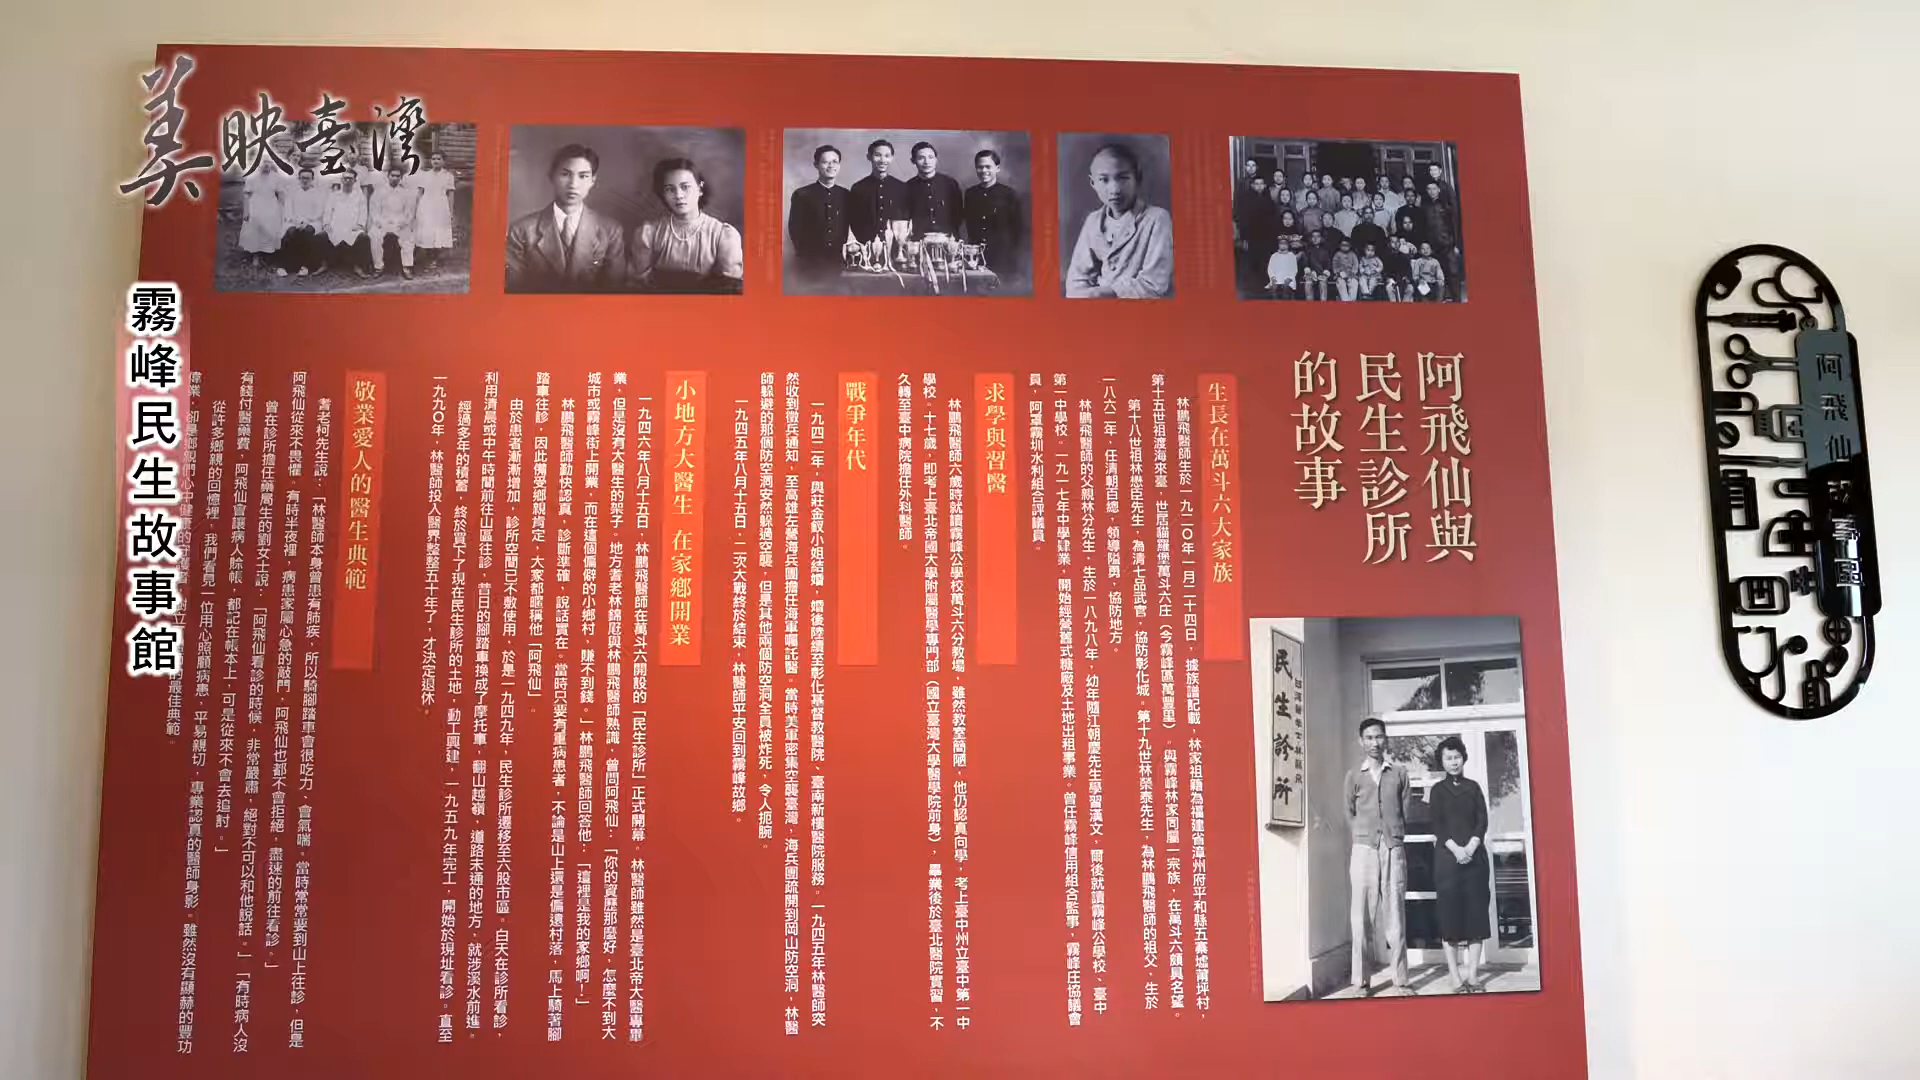 美映臺灣
霧峰民生故事館
阿飛仙與
民生診所
的故事
生長在萬斗六大家族
林鵬飛醫師生於一九二〇年一月二十四日，據族譜記載，林家祖籍為福建省漳州府平和縣五寨墟莆坪村，
第十五世祖渡海來臺，世居貓羅堡萬斗六庄（今霧峰區萬豐里）。與霧峰林家同屬一宗族，在萬斗六頗具名望。
第十八世祖林懋臣先生，為清七品武官，協防彰化城。第十九世林榮泰先生，為林鵬飛醫師的祖父，生於
一八六二年，任清朝百總，領導隘勇，協防地方。
林鵬飛醫師的父親林分先生，生於一八九八年，幼年隨江朝慶先生學習漢文，爾後就讀霧峰公學校、臺中
第一中學校。一九一七年中學肄業，開始經營舊式糖廍及土地出租事業。曾任霧峰信用組合監事，霧峰庄協議會
員，阿罩霧圳水利組合評議員。
求學與習醫
林鵬飛醫師六歲時就讀霧峰公學校萬斗六分教場，雖然教室簡陋，他仍認真向學，考上臺中州立臺中第一中
學校。十七歲，即考上臺北帝國大學附屬醫學專門部（國立臺灣大學醫學院前身），畢業後於臺北醫院實習，不
久轉至臺中病院擔任外科醫師。
戰爭年代
一九四二年，與莊金釵小姐結婚，婚後陸續至彰化基督教醫院、臺南新樓醫院服務。一九四五年林醫師突
然收到徵兵通知，至高雄左營海兵團擔任海軍囑託醫。當時美軍密集空襲臺灣，海兵團疏開到岡山防空洞，林醫
師躲避的那個防空洞安然躲過空襲，但是其他兩個防空洞全員被炸死，令人扼腕。
一九四五年八月十五日，二次大戰終於結束，林醫師平安回到霧峰故鄉。
小地方大醫生 在家鄉開業
一九四六年八月十五日，林鵬飛醫師在萬斗六開設的「民生診所」正式開幕。林醫師雖然是臺北帝大醫專畢
業，但是沒有大醫生的架子。地方耆老林錦庭與林鵬飛醫師熟識，曾問阿飛仙：「你的資歷那麼好，怎麼不到大
城市或霧峰街上開業，而在這個偏僻的小鄉村，賺不到錢。」林鵬飛醫師回答他：「這裡是我的家鄉啊！」
林鵬飛醫師勤快認真，診斷準確，說話實在。當時只要有重病患者，不論是山上還是偏遠村落，馬上騎著腳
踏車往診，因此備受鄉親肯定，大家都暱稱他「阿飛仙」。
由於患者漸漸增加，診所空間已不敷使用，於是一九四九年，民生診所遷移至六股市區。白天在診所看診，
利用清晨或中午時間前往山區往診，昔日的腳踏車換成了摩托車，翻山越嶺，道路未通的地方，就涉溪水前進。
經過多年的積蓄，終於買下了現在民生診所的土地，動工興建，一九五九年完工，開始於現址看診。直至
一九九〇年，林醫師投入醫界整整五十年了，才決定退休。
敬業愛人的醫生典範
耆老柯先生說：「林醫師本身曾患有肺疾，所以騎腳踏車會很吃力，會氣喘。當時常常要到山上往診，但是
阿飛仙從來不畏懼。有時半夜裡，病患家屬心急的敲門，阿飛仙也都不會拒絕，盡速的前往看診。」
曾在診所擔任藥局生的劉女士說：「阿飛仙看診的時候，非常嚴肅，絕對不可以和他說話。」「有時病人沒
有錢付醫藥費，阿飛仙會讓病人賒帳，都記在帳本上，可是從來不會去追討。」
從許多鄉親的回憶裡，我們看見一位用心照顧病患，平易親切，專業認真的醫師身影。雖然沒有顯赫的豐功
偉業，卻是鄉親們心中健康的守護者，樹立的最佳典範。
民生診所
阿飛仙故事屋